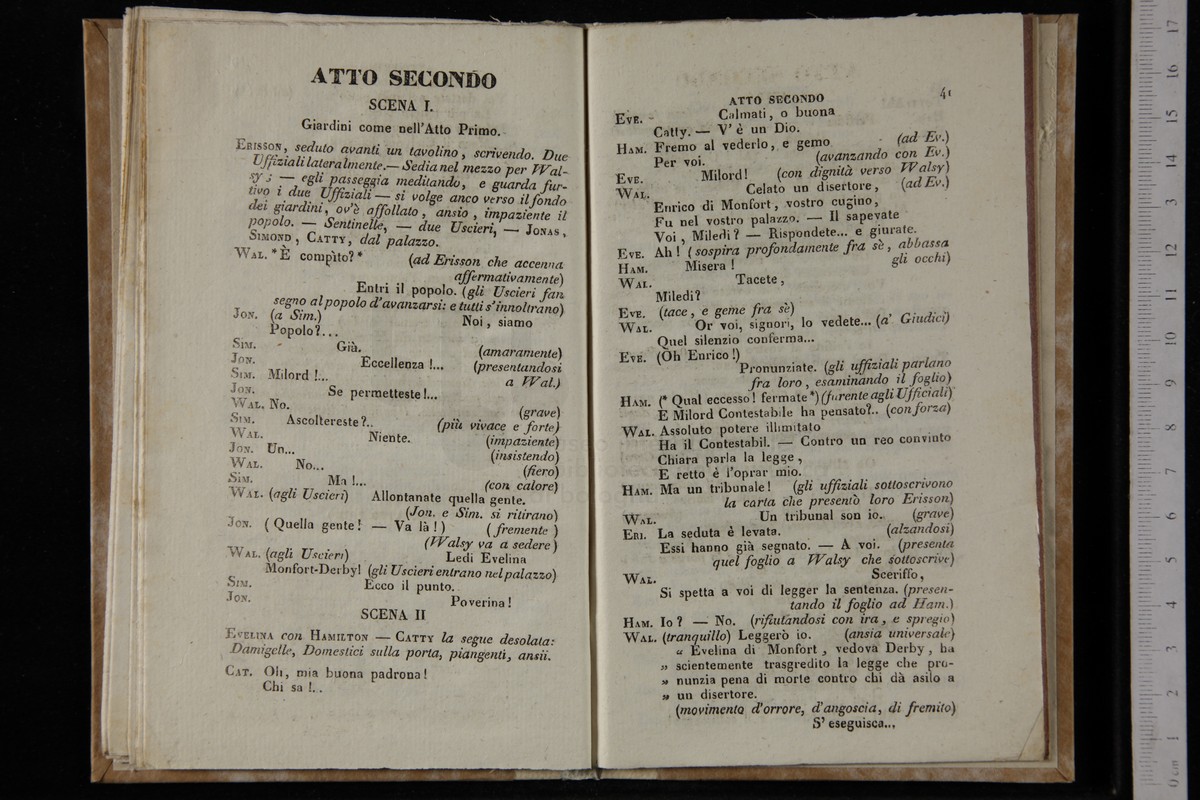 ATTO SECONDO
SCENA I.
Giardini come nell'Atto Primo.
ERISSON, seduto avanti un tavolino, scrivendo. Due
Uffiziali lateralmente. — Sedia nel mezzo per Wal-
sy; — egli passeggia meditando, e guarda fur-
tivo i due Uffiziali — si volge anco verso il fondo
dei giardini, ov'è affollato, ansio, impaziente il
popolo. — Sentinelle, — due Uscieri, — JONAS,
SIMOND, CATTY, dal palazzo.
WAL. * È compìto? * (ad Erisson che accenna
affermativamente)
Entri il popolo. (gli Uscieri fan
segno al popolo d'avanzarsi: e tutti s'innoltrano)
JON. (a Sim.) Noi, siamo
Popolo?...
SIM. Già. (amaramente)
JON. Eccellenza!... (presentandosi
SIM. Milord!... a Wal.)
JON. Se permetteste!...
WAL. No. (grave)
SIM. Ascoltereste?.. (più vivace e forte)
WAL. Niente. (impaziente)
JON. Un... (insistendo)
WAL. No... (fiero)
SIM. Ma!... (con calore)
WAL. (agli Uscieri) Allontanate quella gente.
(Jon. e Sim. si ritirano)
JON. (Quella gente! — Va là!) (fremente)
(Walsy va a sedere)
WAL. (agli Uscieri) Ledi Evelina
Monfort-Derby! (gli Uscieri entrano nel palazzo)
SIM. Ecco il punto.
JON. Poverina!
SCENA II
EVELINA con HAMILTON — CATTY la segue desolata:
Damigelle, Domestici sulla porta, piangenti, ansii.
CAT. Oh, mia buona padrona!
Chi sa!..
ATTO SECONDO 41
EVE. Calmati, o buona
Catty. — V'è un Dio.
HAM. Fremo al vederlo, e gemo (ad Ev.)
Per voi. (avanzando con Ev.)
EVE. Milord! (con dignità verso Walsy)
WAL. Celato un disertore, (ad Ev.)
Enrico di Monfort, vostro cugino,
Fu nel vostro palazzo. — Il sapevate
Voi, Miledi? — Rispondete... e giurate.
EVE. Ah! (sospira profondamente fra sè, abbassa
HAM. Misera! gli occhi)
WAL. Tacete,
Miledi?
EVE. (tace, e geme fra sè)
WAL. Or voi, signori, lo vedete... (a' Giudici)
Quel silenzio conferma...
EVE. (Oh Enrico!)
Pronunziate. (gli uffiziali parlano
fra loro, esaminando il foglio)
HAM. (* Qual eccesso! fermate *) (furente agli Ufficiali)
E Milord Contestabile ha pensato?.. (con forza)
WAL. Assoluto potere illimitato
Ha il Contestabil. — Contro un reo convinto
Chiara parla la legge,
E retto è l'oprar mio.
HAM. Ma un tribunale! (gli uffiziali sottoscrivono
la carta che presentò loro Erisson)
WAL. Un tribunal son io. (grave)
ERI. La seduta è levata. (alzandosi)
Essi hanno già segnato. — A voi. (presenta
quel foglio a Walsy che sottoscrive)
WAL. Sceriffo,
Si spetta a voi di legger la sentenza. (presen-
tando il foglio ad Ham.)
HAM. Io? — No. (rifiutandosi con ira, e spregio)
WAL. (tranquillo) Leggerò io. (ansia universale)
« Evelina di Monfort, vedova Derby, ha
» scientemente trasgredito la legge che pro-
» nunzia pena di morte contro chi dà asilo a
» un disertore.
(movimento d'orrore, d'angoscia, di fremito)
S'eseguisca...